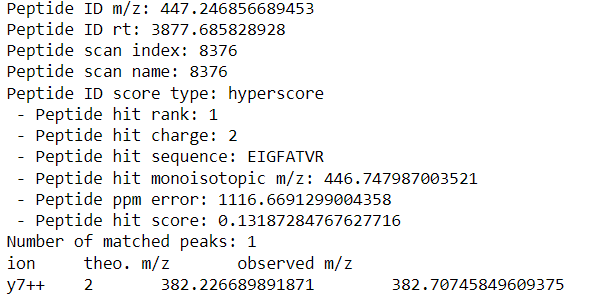 Peptide ID m/z: 447.246856689453
Peptide ID rt: 3877.685828928
Peptide scan index: 8376
Peptide scan name: 8376
Peptide ID score type: hyperscore
- Peptide hit rank: 1
- Peptide hit charge: 2
- Peptide hit sequence: EIGFATVR
- Peptide hit monoisotopic m/z: 446.747987003521
- Peptide ppm error: 1116.6691299004358
- Peptide hit score: 0.13187284767627716
Number of matched peaks: 1
ion theo. m/z observed m/z
y7++ 2 382.226689891871 382.70745849609375